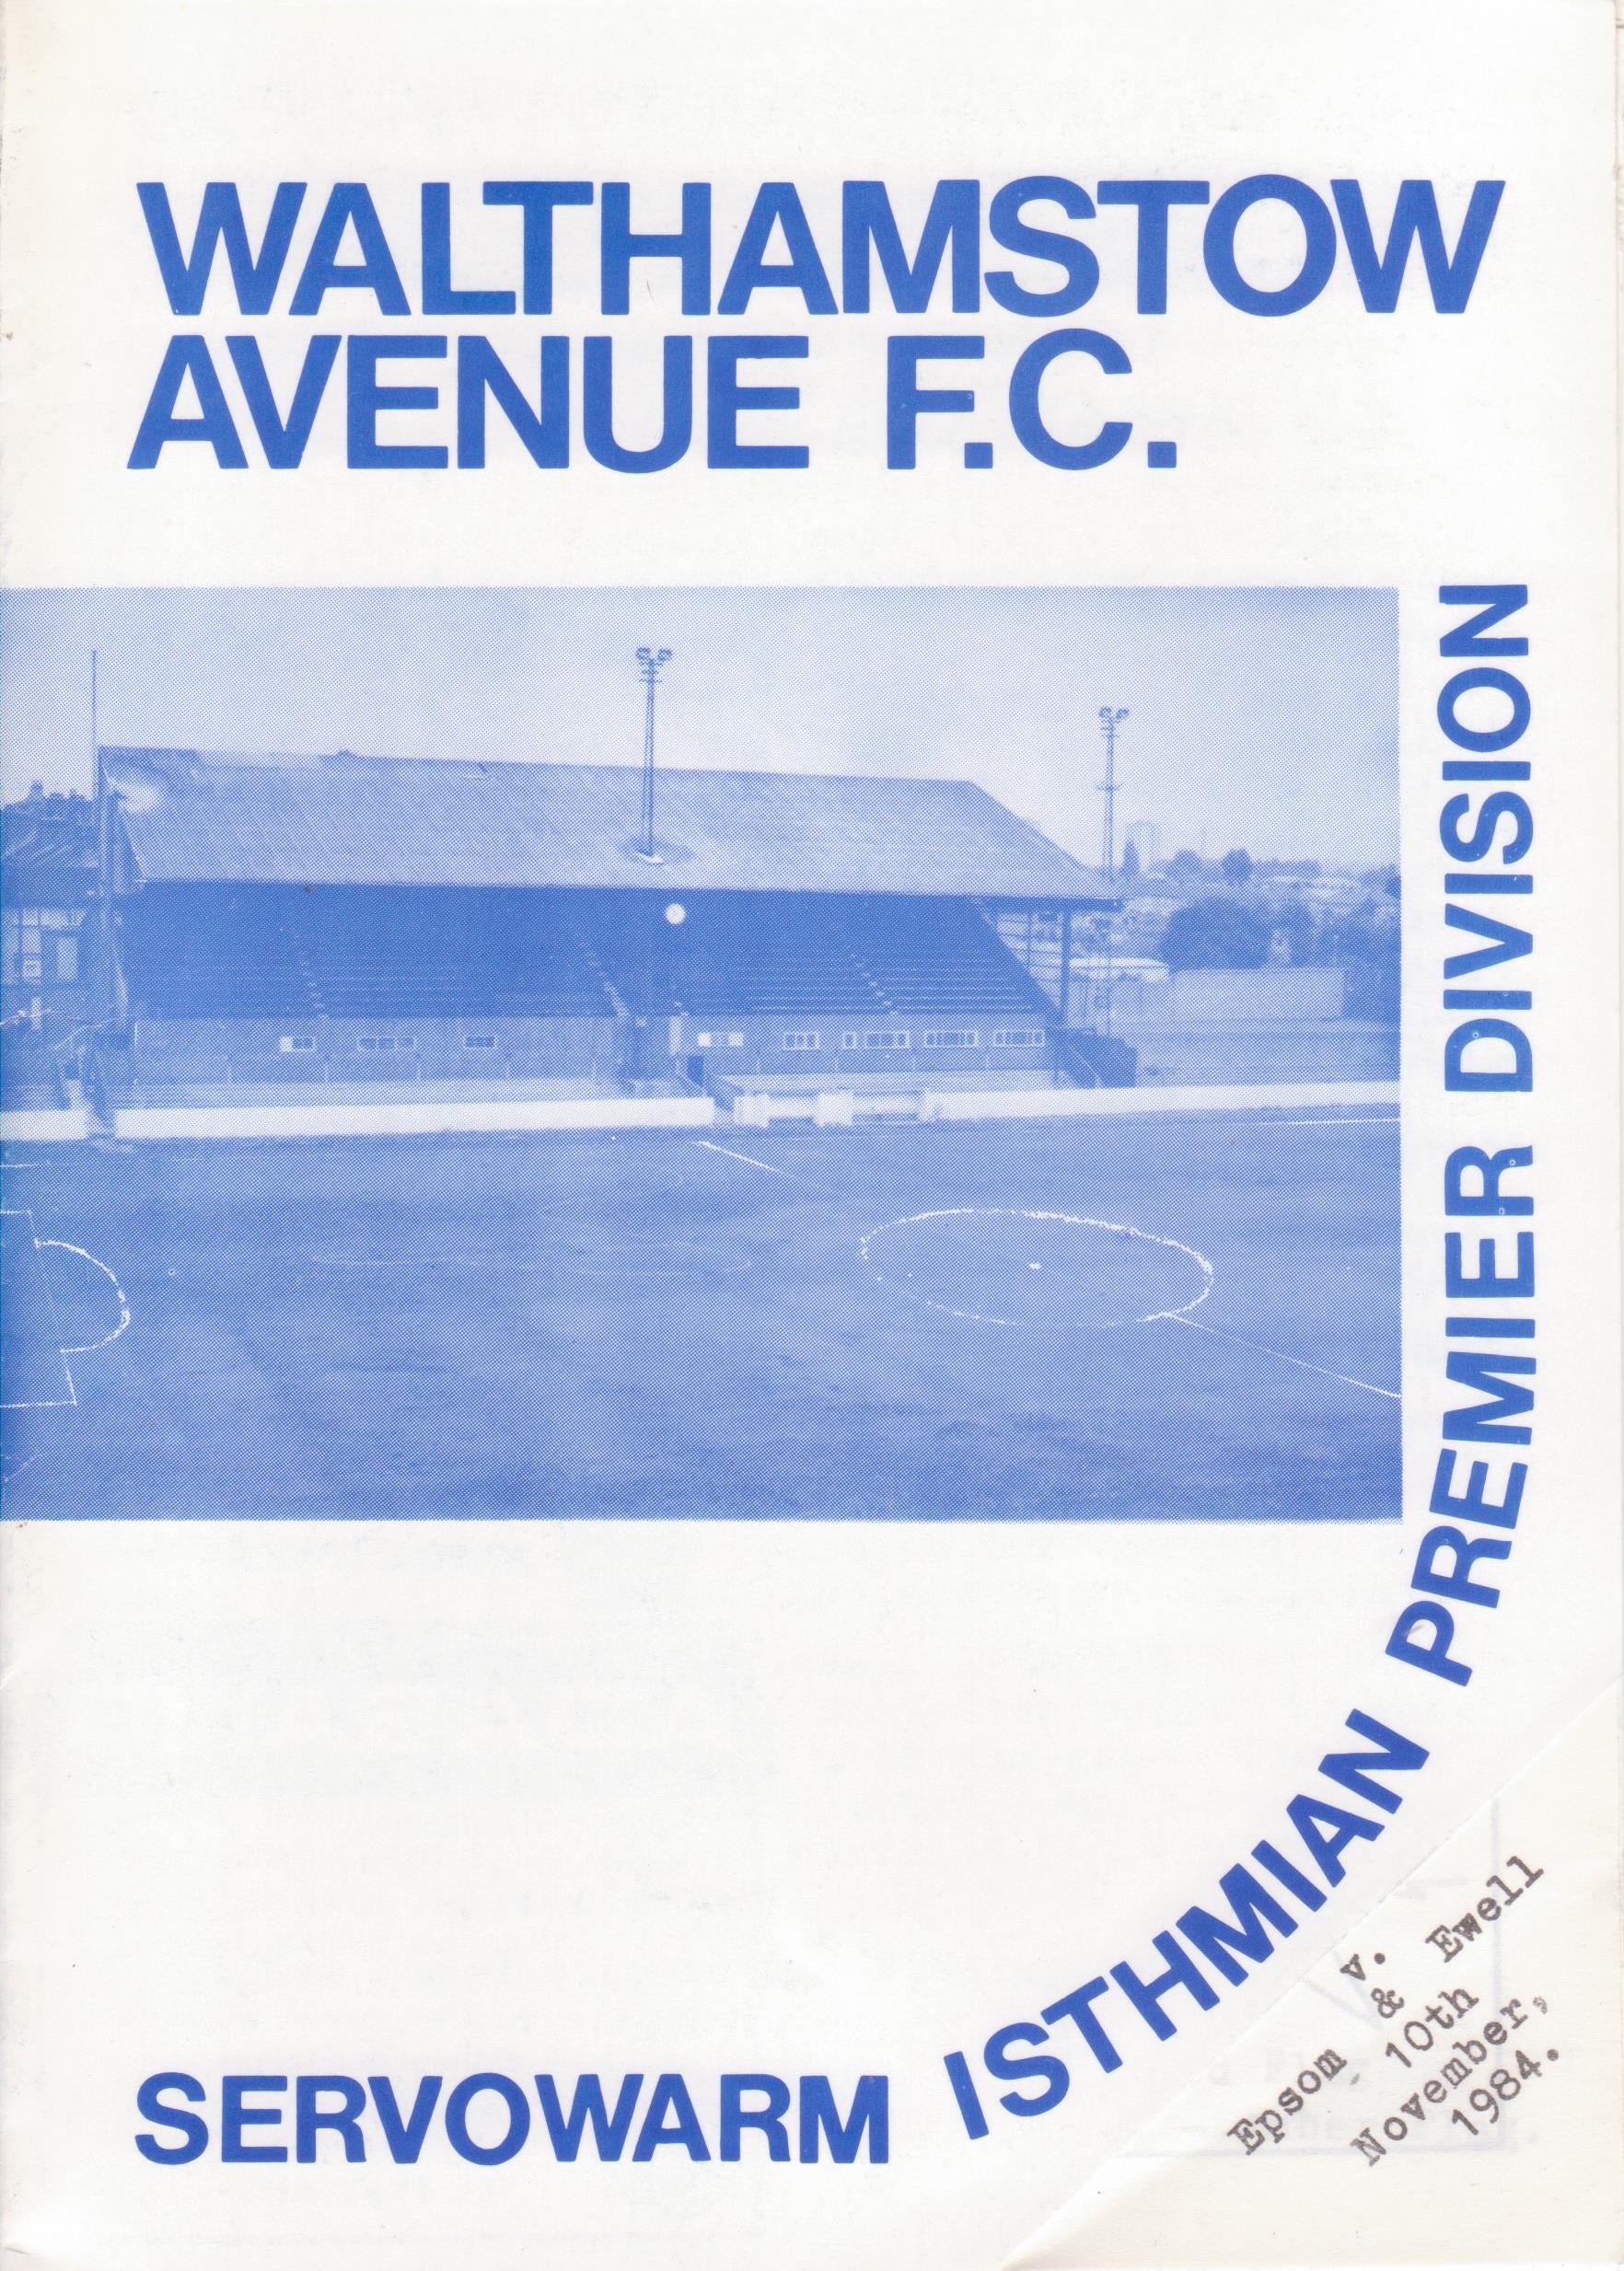 WALTHAMSTOW
AVENUE F.C.
SERVOWARM ISTHMIAN PREMIER DIVISION
v.
Epsom & Ewell
10th
November,
1984.